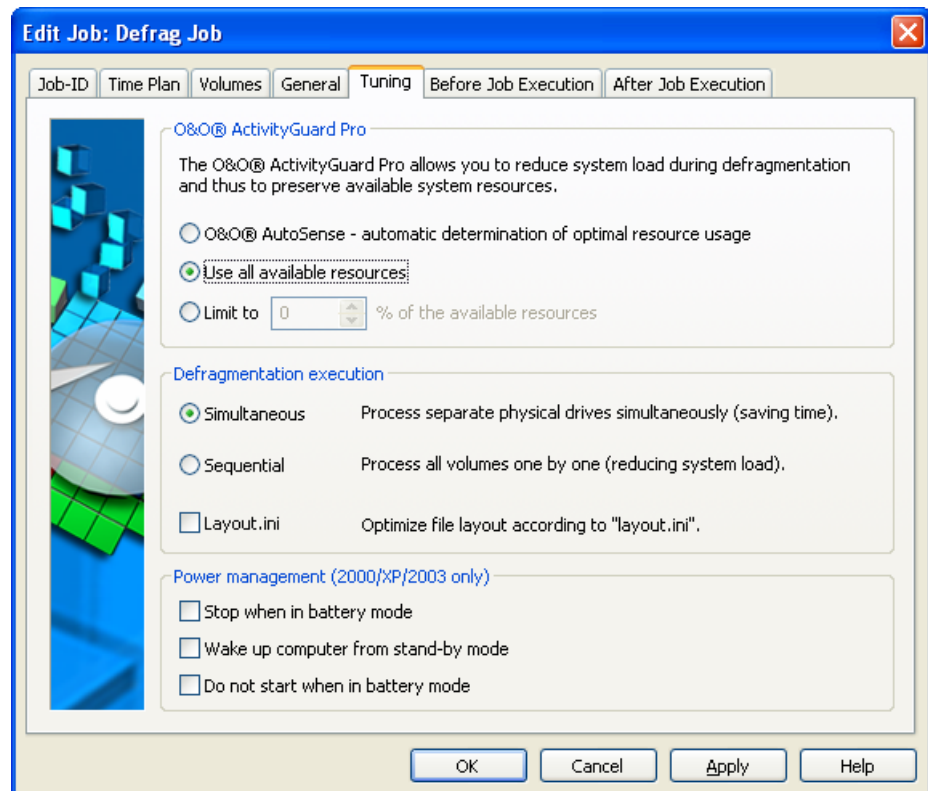 Edit Job: Defrag Job
Job-ID Time Plan Volumes General Tuning Before Job Execution After Job Execution
O&O® ActivityGuard Pro
The O&O® ActivityGuard Pro allows you to reduce system load during defragmentation
and thus to preserve available system resources.
O&O® AutoSense - automatic determination of optimal resource usage
Use all available resources
Limit to 0 % of the available resources
Defragmentation execution
Simultaneous Process separate physical drives simultaneously (saving time).
Sequential Process all volumes one by one (reducing system load).
Layout.ini Optimize file layout according to "layout.ini".
Power management (2000/XP/2003 only)
Stop when in battery mode
Wake up computer from stand-by mode
Do not start when in battery mode
OK Cancel Apply Help